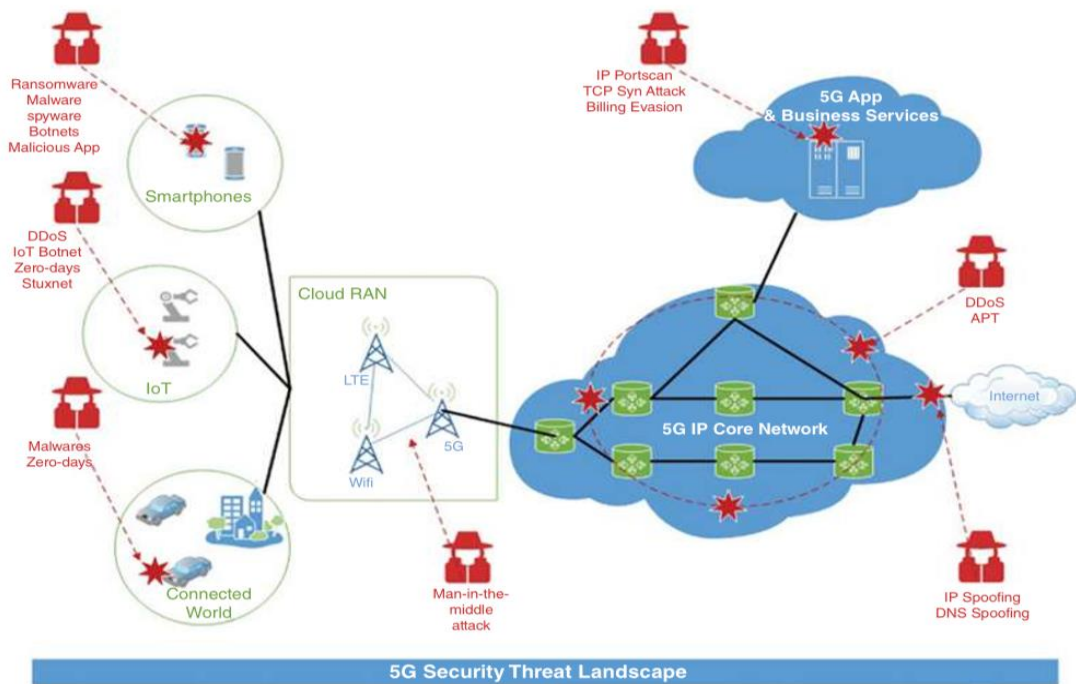 Ransomware
Malware
spyware
Botnets
Malicious App
Smartphones
DDoS
IoT Botnet
Zero-days
Stuxnet
IoT
Malwares
Zero-days
Connected
World
Cloud RAN
LTE
5G
Wifi
Man-in-the-
middle
attack
IP Portscan
TCP Syn Attack
Billing Evasion
5G App
& Business Services
DDoS
APT
5G IP Core Network
Internet
IP Spoofing
DNS Spoofing
5G Security Threat Landscape